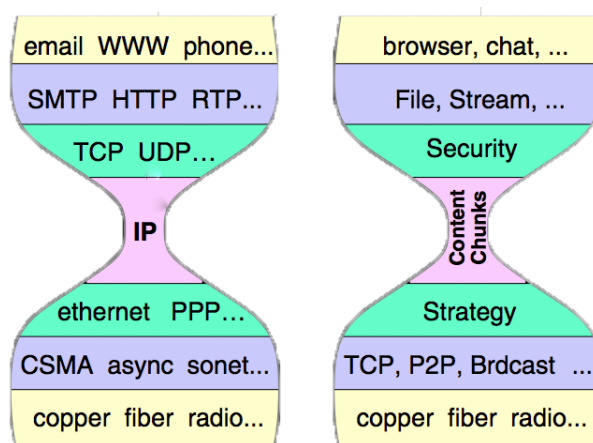 email WWW phone...
SMTP HTTP RTP...
TCP UDP...
IP
ethernet PPP...
CSMA async sonet...
copper fiber radio...
browser, chat, ...
File, Stream, ...
Security
Content
Chunks
Strategy
TCP, P2P, Brdcast ...
copper fiber radio...